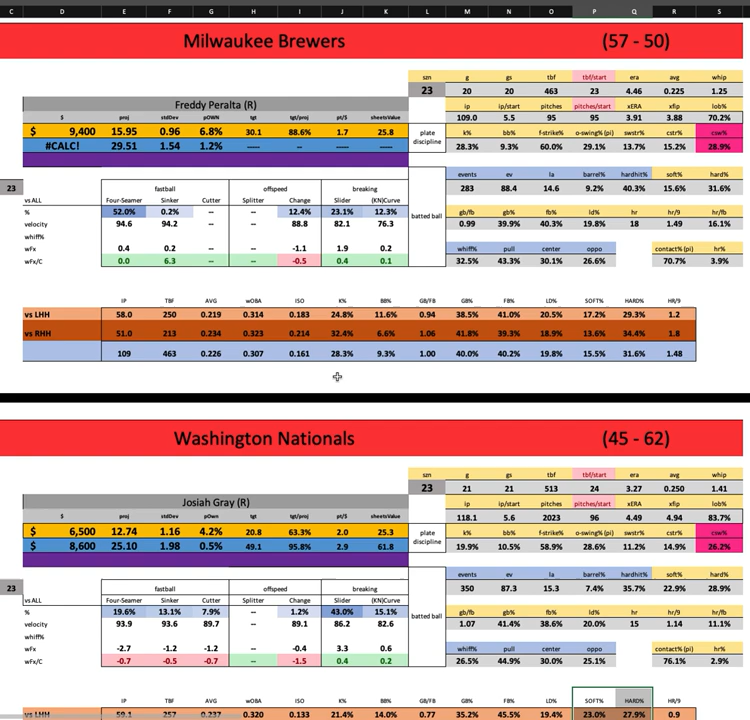 C D E F G H I J K L M N O P Q R S
Milwaukee Brewers (57 - 50)
szn g gs tbf tbf/start era avg whip
23 20 20 463 23 4.46 0.225 1.25
Freddy Peralta (R) ip ip/start pitches pitches/start xERA xfip lob%
$ proj stdDev pOWN tgt tgt/proj pt/$ sheetsValue 109.0 5.5 95 95 3.91 3.88 70.2%
$ 9,400 15.95 0.96 6.8% 30.1 88.6% 1.7 25.8 plate discipline k% bb% f-strike% o-swing% (pi) swstr% cstr% csw%
#CALC! 29.51 1.54 1.2% ---- -- ---- ---- 28.3% 9.3% 60.0% 29.1% 13.7% 15.2% 28.9%
events ev la barrel% hardhit% soft% hard%
23 fastball offspeed breaking 283 88.4 14.6 9.2% 40.3% 15.6% 31.6%
vs ALL Four-Seamer Sinker Cutter Splitter Change Slider (KN)Curve
% 52.0% 0.2% -- -- 12.4% 23.1% 12.3% batted ball gb/fb gb% fb% ld% hr hr/9 hr/fb
velocity 94.6 94.2 -- -- 88.8 82.1 76.3 0.99 39.9% 40.3% 19.8% 18 1.49 16.1%
whiff%
wFx 0.4 0.2 -1.1 1.9 0.2 whiff% pull center oppo contact% (pi) hr%
wFx/C 0.0 6.3 -- -- -0.5 0.4 0.1 32.5% 43.3% 30.1% 26.6% 70.7% 3.9%
IP TBF AVG wOBA ISO K% BB% GB/FB GB% FB% LD% SOFT% HARD% HR/9
vs LHH 58.0 250 0.219 0.314 0.183 24.8% 11.6% 0.94 38.5% 41.0% 20.5% 17.2% 29.3% 1.2
vs RHH 51.0 213 0.234 0.323 0.214 32.4% 6.6% 1.06 41.8% 39.3% 18.9% 13.6% 34.4% 1.8
109 463 0.226 0.307 0.161 28.3% 9.3% 1.00 40.0% 40.2% 19.8% 15.5% 31.6% 1.48
Washington Nationals (45 - 62)
szn g gs tbf tbf/start era avg whip
23 21 21 513 24 3.27 0.250 1.41
Josiah Gray (R) ip ip/start pitches pitches/start xERA xfip lob%
$ proj stdDev pOwn tgt tgt/proj pt/$ sheetsValue 118.1 5.6 2023 96 4.49 4.94 83.7%
$ 6,500 12.74 1.16 4.2% 20.8 63.3% 2.0 25.3 plate discipline k% bb% f-strike% o-swing% (pi) swstr% cstr% csw%
$ 8,600 25.10 1.98 0.5% 49.1 95.8% 2.9 61.8 19.9% 10.5% 58.9% 28.6% 11.2% 14.9% 26.2%
events ev la barrel% hardhit% soft% hard%
23 fastball offspeed breaking 350 87.3 15.3 7.4% 35.7% 22.9% 28.9%
vs ALL Four-Seamer Sinker Cutter Splitter Change Slider (KN)Curve
% 19.6% 13.1% 7.9% -- 1.2% 43.0% 15.1% batted ball gb/fb gb% fb% ld% hr hr/9 hr/fb
velocity 93.9 93.6 89.7 -- 89.1 86.2 82.6 1.07 41.4% 38.6% 20.0% 15 1.14 11.1%
whiff%
wFx -2.7 -1.2 -1.2 -0.4 3.3 0.6 whiff% pull center oppo contact% (pi) hr%
wFx/C -0.7 -0.5 -0.7 -- -1.5 0.4 0.2 26.5% 44.9% 30.0% 25.1% 76.1% 2.9%
IP TBF AVG wOBA ISO K% BB% GB/FB GB% FB% LD% SOFT% HARD% HR/9
vs LHH 59.1 257 0.237 0.320 0.133 21.4% 14.0% 0.77 35.2% 45.5% 19.4% 23.0% 27.9% 0.9